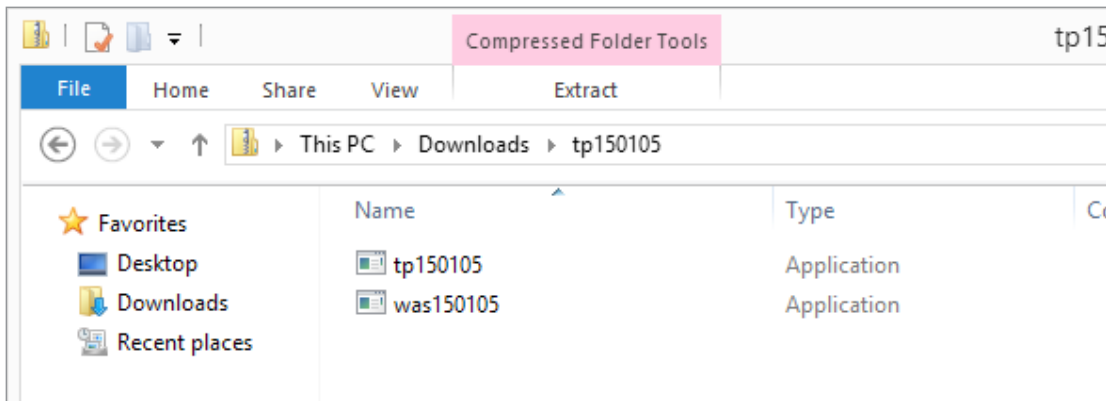 Compressed Folder Tools
tp15
File Home Share View Extract
This PC Downloads tp150105
Favorites
Desktop
Downloads
Recent places
Name Type
tp150105 Application
was150105 Application